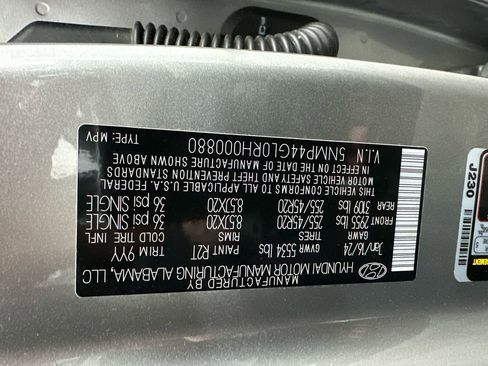 MANUFACTURED BY
HYUNDAI MOTOR MANUFACTURING ALABAMA, LLC
Jan/16/24 GVWR 5534 lbs PAINT R2T TRIM 9YY
GAWR TIRES RIMS COLD TIRE INFL
FRONT 2955 lbs 255/45R20 8.5JX20 36 psi SINGLE
REAR 3109 lbs 255/45R20 8.5JX20 36 psi SINGLE
THIS VEHICLE CONFORMS TO ALL APPLICABLE U.S.A. FEDERAL
MOTOR VEHICLE SAFETY AND THEFT PREVENTION STANDARDS
IN EFFECT ON THE DATE OF MANUFACTURE SHOWN ABOVE
V.I.N 5NMP44GL0RH000880 TYPE: MPV
J230